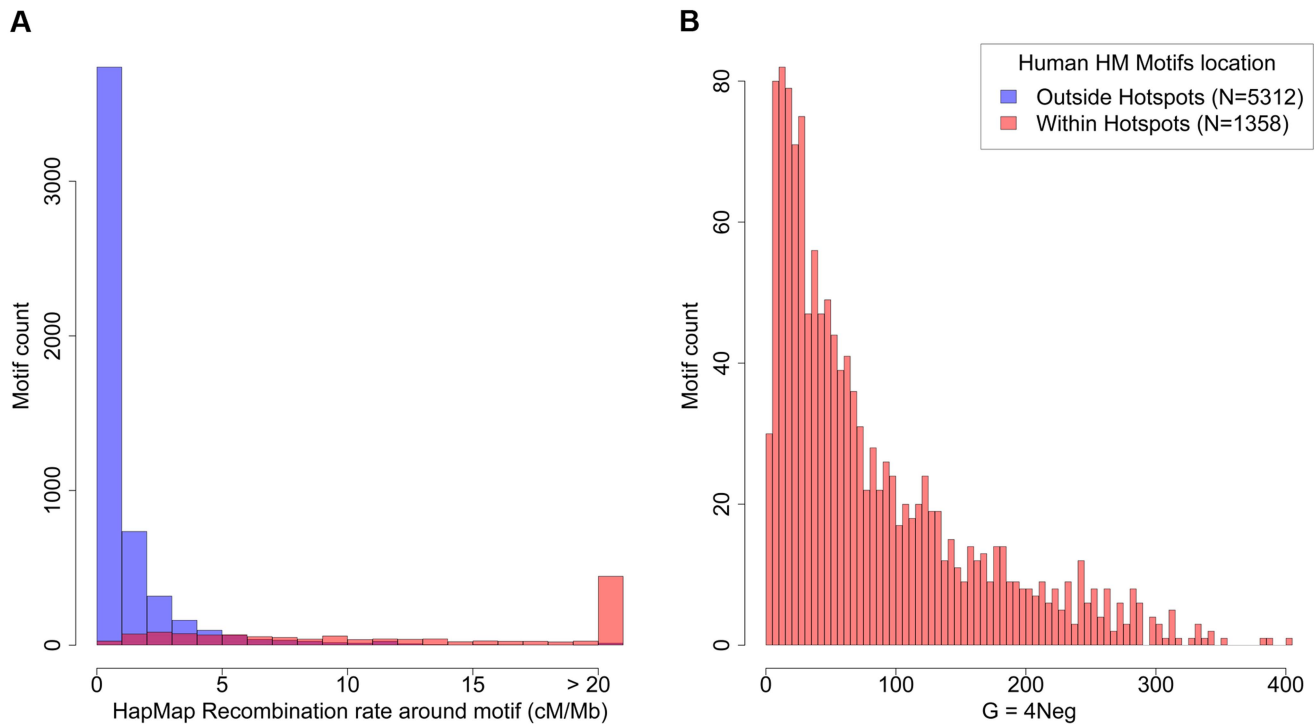 A
Motif count
3000
2000
1000
0
0 5 10 15 > 20
HapMap Recombination rate around motif (cM/Mb)
B
Human HM Motifs location
Outside Hotspots (N=5312)
Within Hotspots (N=1358)
Motif count
80
60
40
20
0
0 100 200 300 400
G = 4Neg